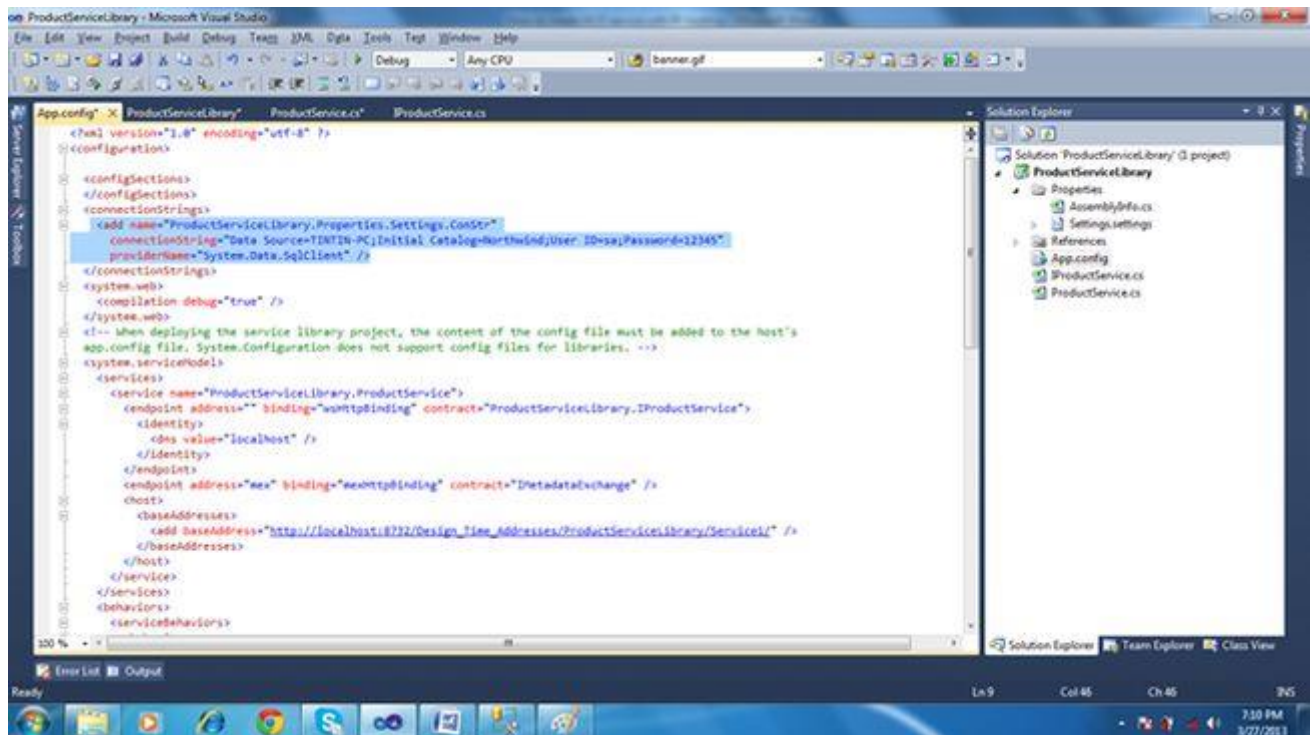 ProductServiceLibrary - Microsoft Visual Studio
File Edit View Project Build Debug Team XML Data Tools Test Window Help
Debug Any CPU banner.gif
App.config* ProductServiceLibrary* ProductService.cs* IProductService.cs
Server Explorer
Toolbox
<?xml version="1.0" encoding="utf-8" ?>
<configuration>
<configSections>
</configSections>
<connectionStrings>
<add name="ProductServiceLibrary.Properties.Settings.ConStr"
connectionString="Data Source=TINTIN-PC;Initial Catalog=Northwind;User ID=sa;Password=12345"
providerName="System.Data.SqlClient" />
</connectionStrings>
<system.web>
<compilation debug="true" />
</system.web>
<!-- When deploying the service library project, the content of the config file must be added to the host's
app.config file. System.Configuration does not support config files for libraries. -->
<system.serviceModel>
<services>
<service name="ProductServiceLibrary.ProductService">
<endpoint address="" binding="wsHttpBinding" contract="ProductServiceLibrary.IProductService">
<identity>
<dns value="localhost" />
</identity>
</endpoint>
<endpoint address="mex" binding="mexHttpBinding" contract="IMetadataExchange" />
<host>
<baseAddresses>
<add baseAddress="http://localhost:8732/Design_Time_Addresses/ProductServiceLibrary/Service1/" />
</baseAddresses>
</host>
</service>
</services>
<behaviors>
<serviceBehaviors>
100 %
Solution Explorer
Solution 'ProductServiceLibrary' (1 project)
ProductServiceLibrary
Properties
AssemblyInfo.cs
Settings.settings
References
App.config
IProductService.cs
ProductService.cs
Properties
Solution Explorer Team Explorer Class View
Error List Output
Ready Ln 9 Col 46 Ch 46 INS
7:10 PM
3/27/2013